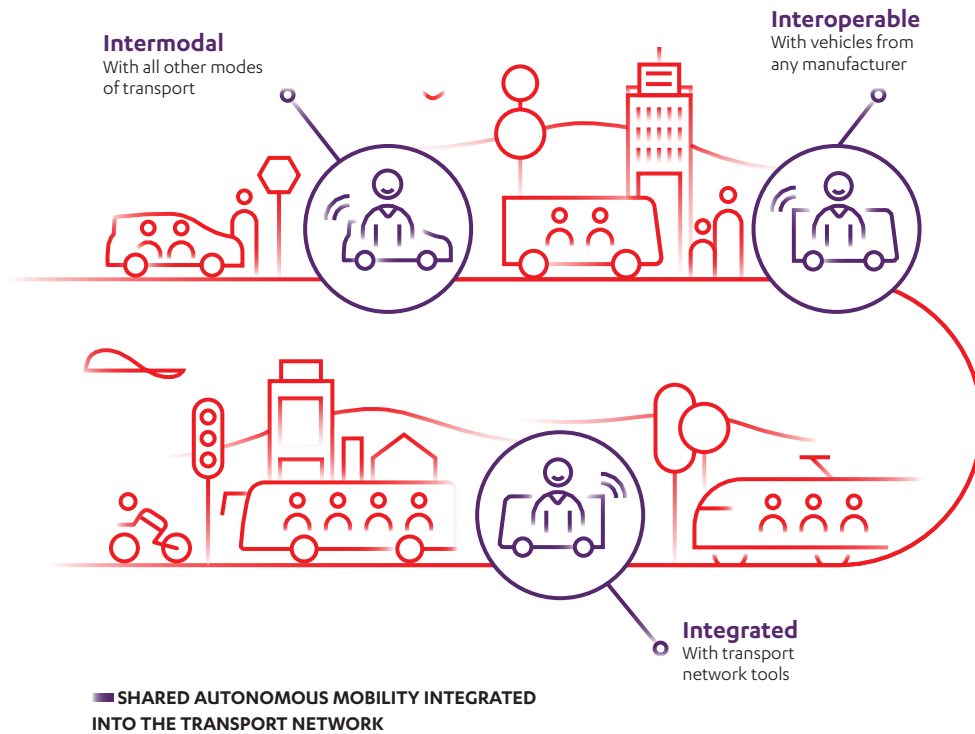 Intermodal
With all other modes
of transport
Interoperable
With vehicles from
any manufacturer
Integrated
With transport
network tools
SHARED AUTONOMOUS MOBILITY INTEGRATED
INTO THE TRANSPORT NETWORK